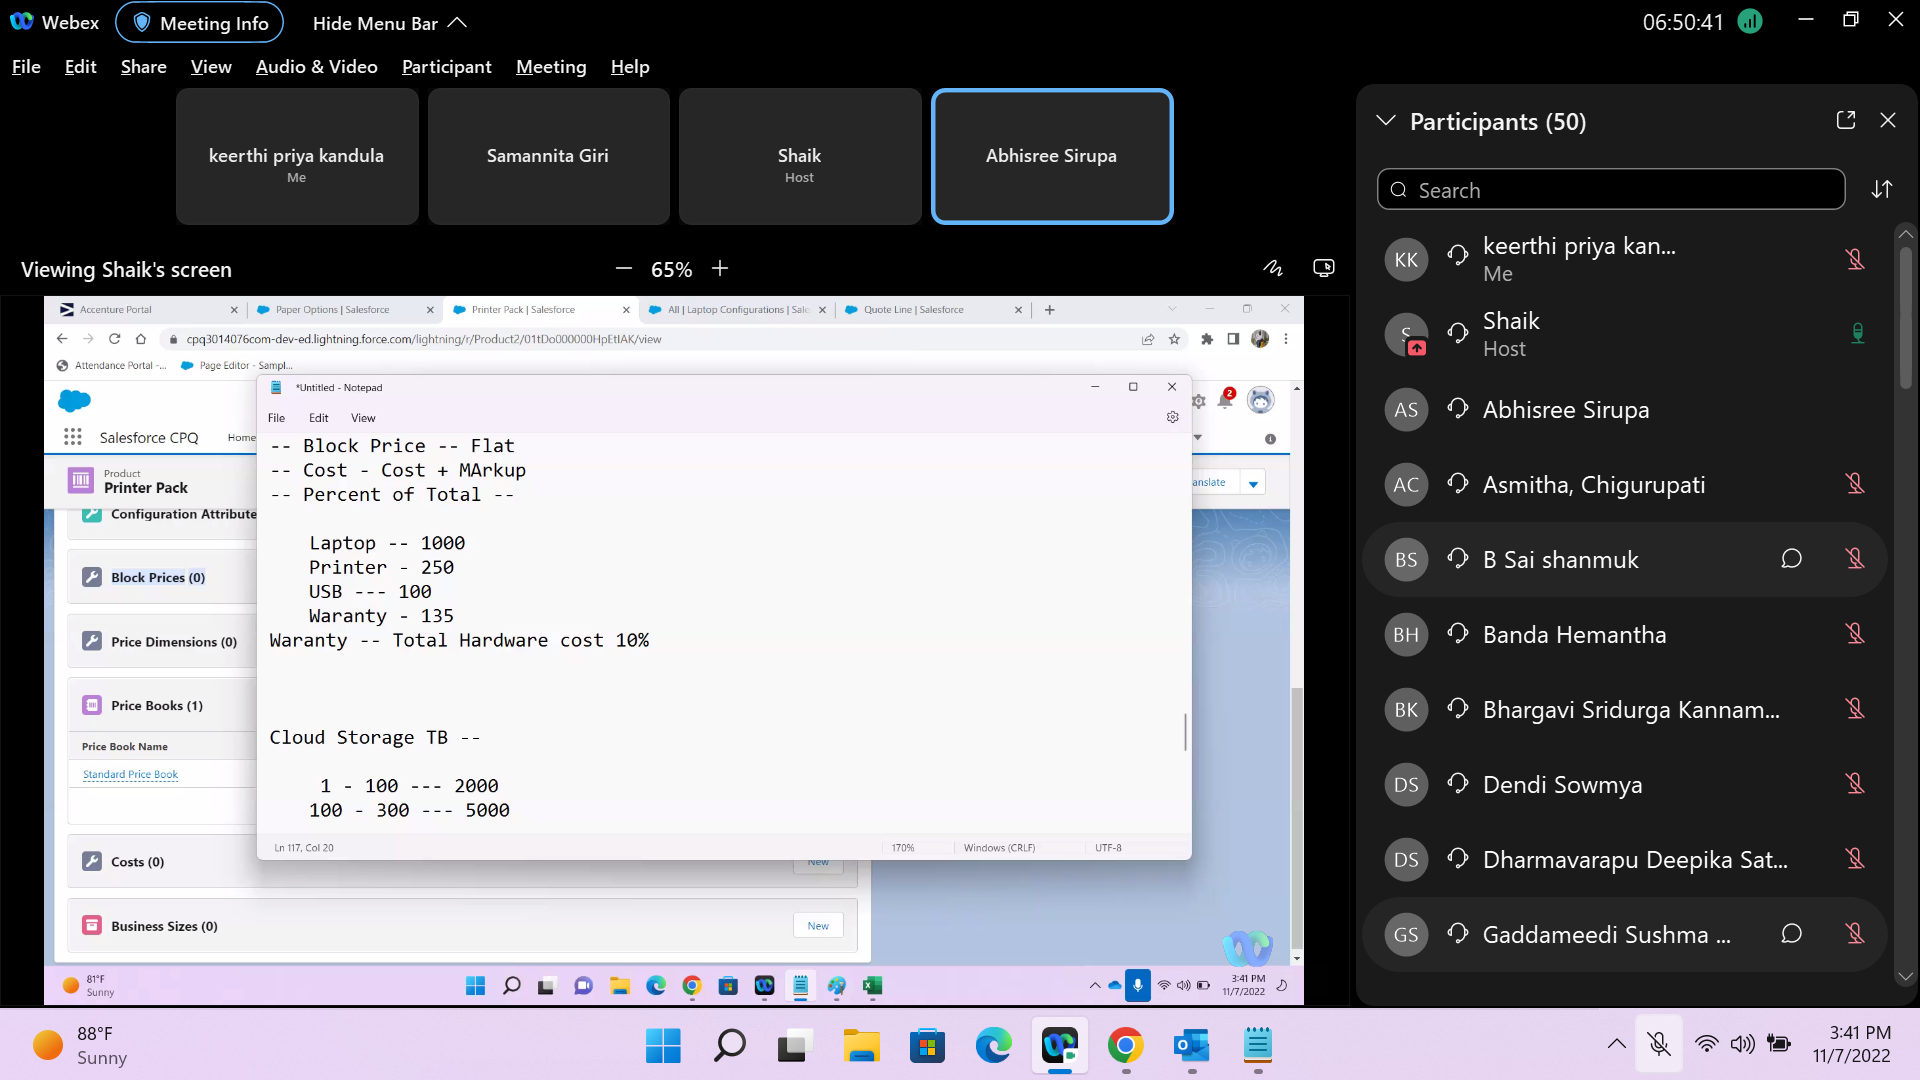 Webex
Meeting Info
Hide Menu Bar
06:50:41
File
Edit
Share
View
Audio & Video
Participant
Meeting
Help
keerthi priya kandula
Me
Samannita Giri
Shaik
Host
Abhisree Sirupa
Viewing Shaik's screen
65%
Accenture Portal
Paper Options | Salesforce
Printer Pack | Salesforce
All | Laptop Configurations | Sale
Quote Line | Salesforce
cpq3014076com-dev-ed.lightning.force.com/lightning/r/Product2/01tDo000000HpEtIAK/view
Attendance Portal -...
Page Editor - Sampl...
Salesforce CPQ
Home
2
Product
Printer Pack
anslate
Configuration Attribute
Block Prices (0)
Price Dimensions (0)
Price Books (1)
Price Book Name
Standard Price Book
Costs (0)
New
Business Sizes (0)
New
*Untitled - Notepad
File
Edit
View
-- Block Price -- Flat
-- Cost - Cost + MArkup
-- Percent of Total --
Laptop -- 1000
Printer - 250
USB --- 100
Waranty - 135
Waranty -- Total Hardware cost 10%
Cloud Storage TB --
1 - 100 --- 2000
100 - 300 --- 5000
Ln 117, Col 20
170%
Windows (CRLF)
UTF-8
81°F
Sunny
3:41 PM
11/7/2022
Participants (50)
Search
KK
keerthi priya kan...
Me
S
Shaik
Host
AS
Abhisree Sirupa
AC
Asmitha, Chigurupati
BS
B Sai shanmuk
BH
Banda Hemantha
BK
Bhargavi Sridurga Kannam...
DS
Dendi Sowmya
DS
Dharmavarapu Deepika Sat...
GS
Gaddameedi Sushma ...
88°F
Sunny
3:41 PM
11/7/2022